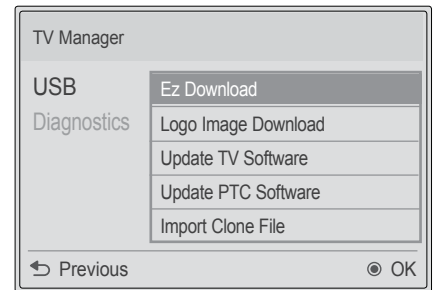 TV Manager
USB
Diagnostics
Ez Download
Logo Image Download
Update TV Software
Update PTC Software
Import Clone File
Previous
OK